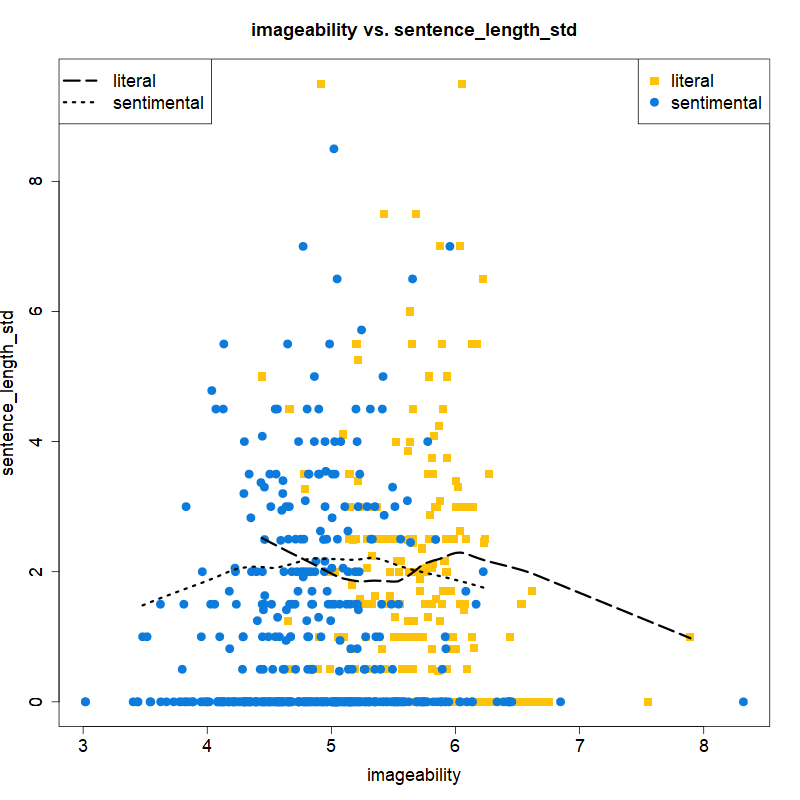 imageability vs. sentence_length_std
literal
sentimental
literal
sentimental
sentence_length_std
8
6
4
2
0
3 4 5 6 7 8
imageability